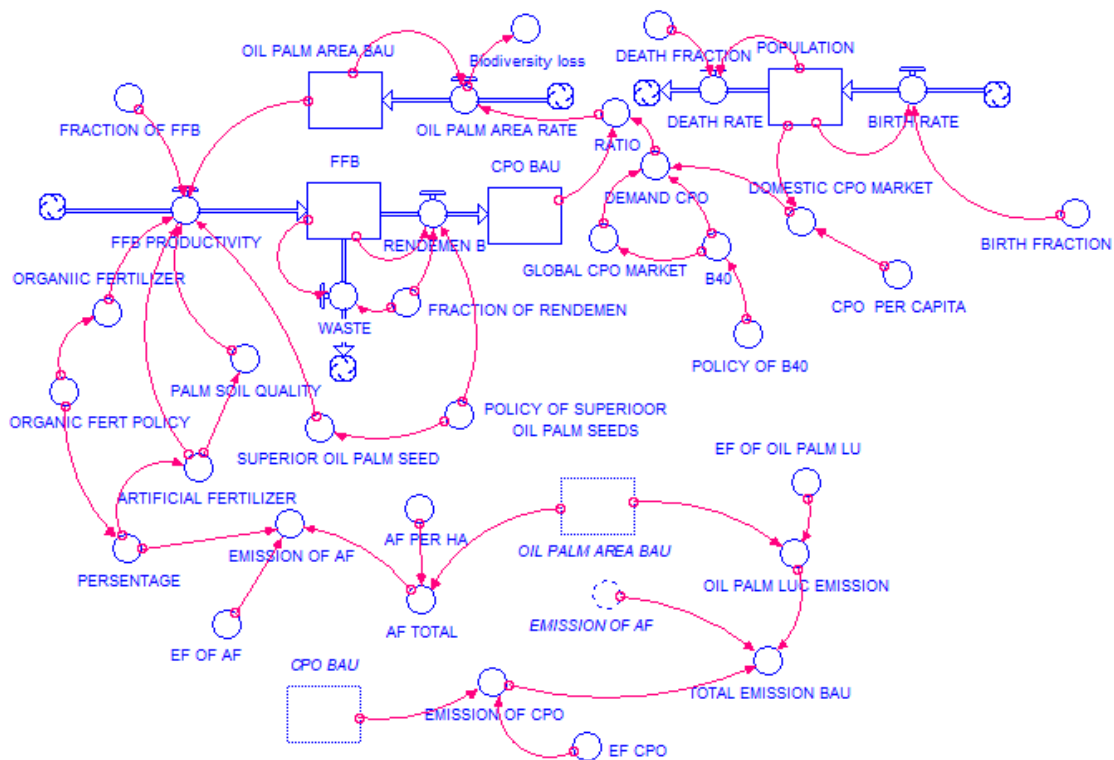 OIL PALM AREA BAU
Biodiversity loss
DEATH FRACTION
POPULATION
FRACTION OF FFB
OIL PALM AREA RATE
RATIO
DEATH RATE
BIRTH RATE
FFB
CPO BAU
DEMAND CPO
DOMESTIC CPO MARKET
FFB PRODUCTIVITY
RENDEMEN B
BIRTH FRACTION
ORGANIIC FERTILIZER
GLOBAL CPO MARKET
B40
WASTE
FRACTION OF RENDEMEN
CPO PER CAPITA
POLICY OF B40
PALM SOIL QUALITY
ORGANIC FERT POLICY
POLICY OF SUPERIOOR
OIL PALM SEEDS
SUPERIOR OIL PALM SEED
EF OF OIL PALM LU
ARTIFICIAL FERTILIZER
AF PER HA
OIL PALM AREA BAU
EMISSION OF AF
PERSENTAGE
OIL PALM LUC EMISSION
EMISSION OF AF
AF TOTAL
EF OF AF
CPO BAU
TOTAL EMISSION BAU
EMISSION OF CPO
EF CPO